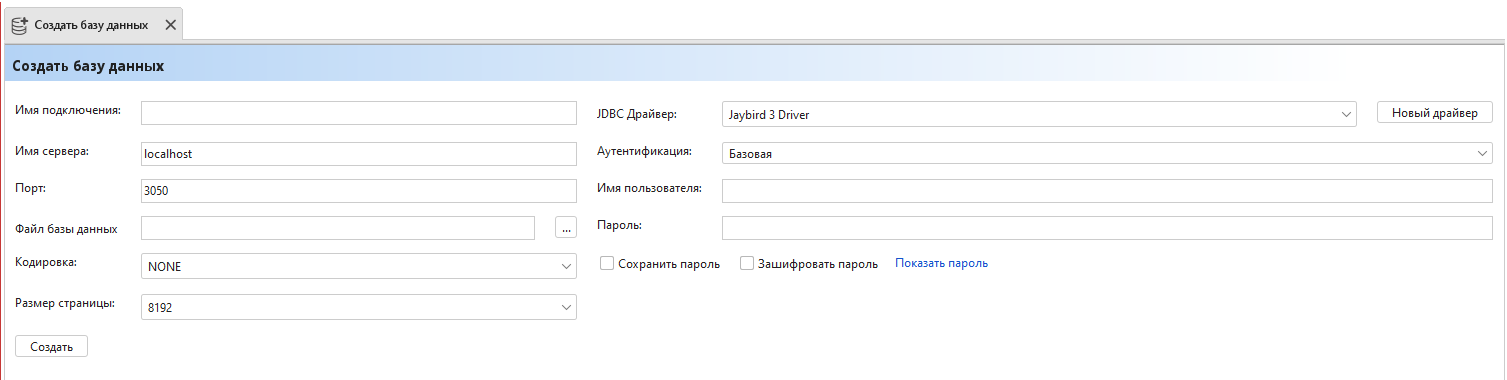 Создать базу данных
Создать базу данных
Имя подключения:
JDBC Драйвер: Jaybird 3 Driver Новый драйвер
Имя сервера: localhost
Аутентификация: Базовая
Порт: 3050
Имя пользователя:
Файл базы данных ...
Пароль:
Кодировка: NONE
Сохранить пароль Зашифровать пароль Показать пароль
Размер страницы: 8192
Создать